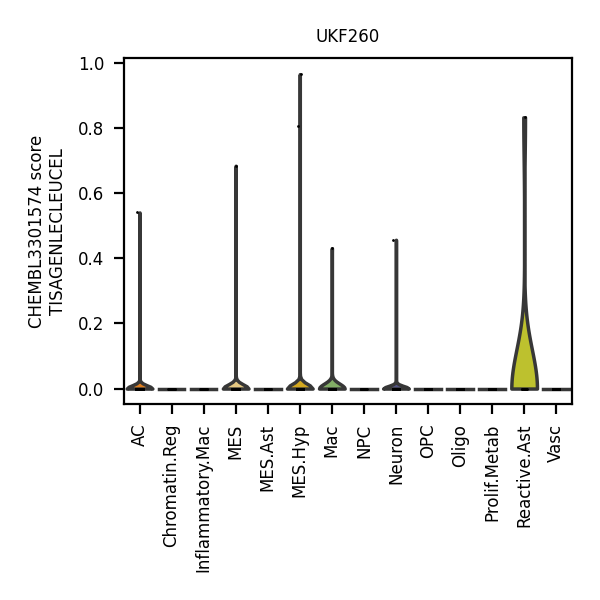 UKF260
CHEMBL3301574 score
TISAGENLECLEUCEL
1.0
0.8
0.6
0.4
0.2
0.0
AC
Chromatin.Reg
Inflammatory.Mac
MES
MES.Ast
MES.Hyp
Mac
NPC
Neuron
OPC
Oligo
Prolif.Metab
Reactive.Ast
Vasc